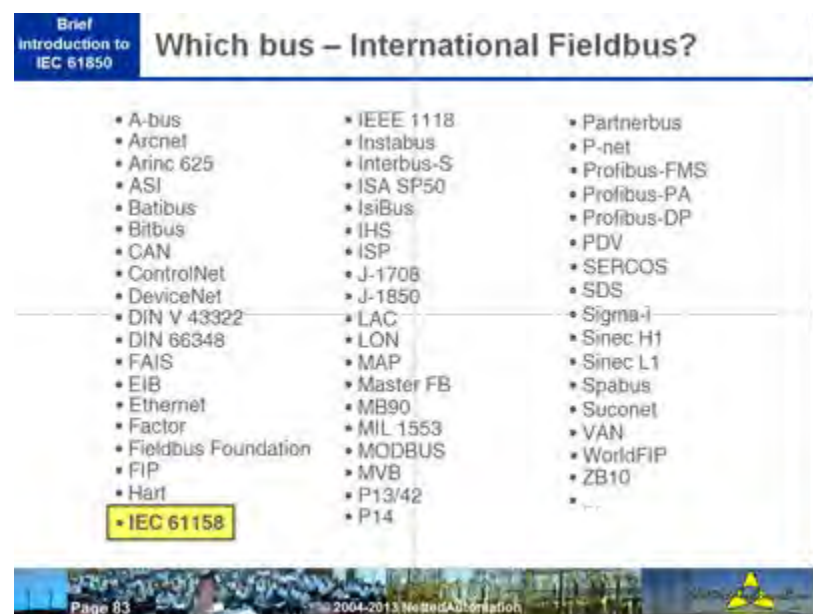 Brief
introduction to
IEC 61850
Which bus – International Fieldbus?
• A-bus
• Arcnet
• Arinc 625
• ASI
• Batibus
• Bitbus
• CAN
• ControlNet
• DeviceNet
• DIN V 43322
• DIN 66348
• FAIS
• EIB
• Ethernet
• Factor
• Fieldbus Foundation
• FIP
• Hart
• IEC 61158
• IEEE 1118
• Instabus
• Interbus-S
• ISA SP50
• IsiBus
• IHS
• ISP
• J-1708
• J-1850
• LAC
• LON
• MAP
• Master FB
• MB90
• MIL 1553
• MODBUS
• MVB
• P13/42
• P14
• Partnerbus
• P-net
• Profibus-FMS
• Profibus-PA
• Profibus-DP
• PDV
• SERCOS
• SDS
• Sigma-i
• Sinec H1
• Sinec L1
• Spabus
• Suconet
• VAN
• WorldFIP
• ZB10
• ...
Page 83
2004-2013 NettedAutomation